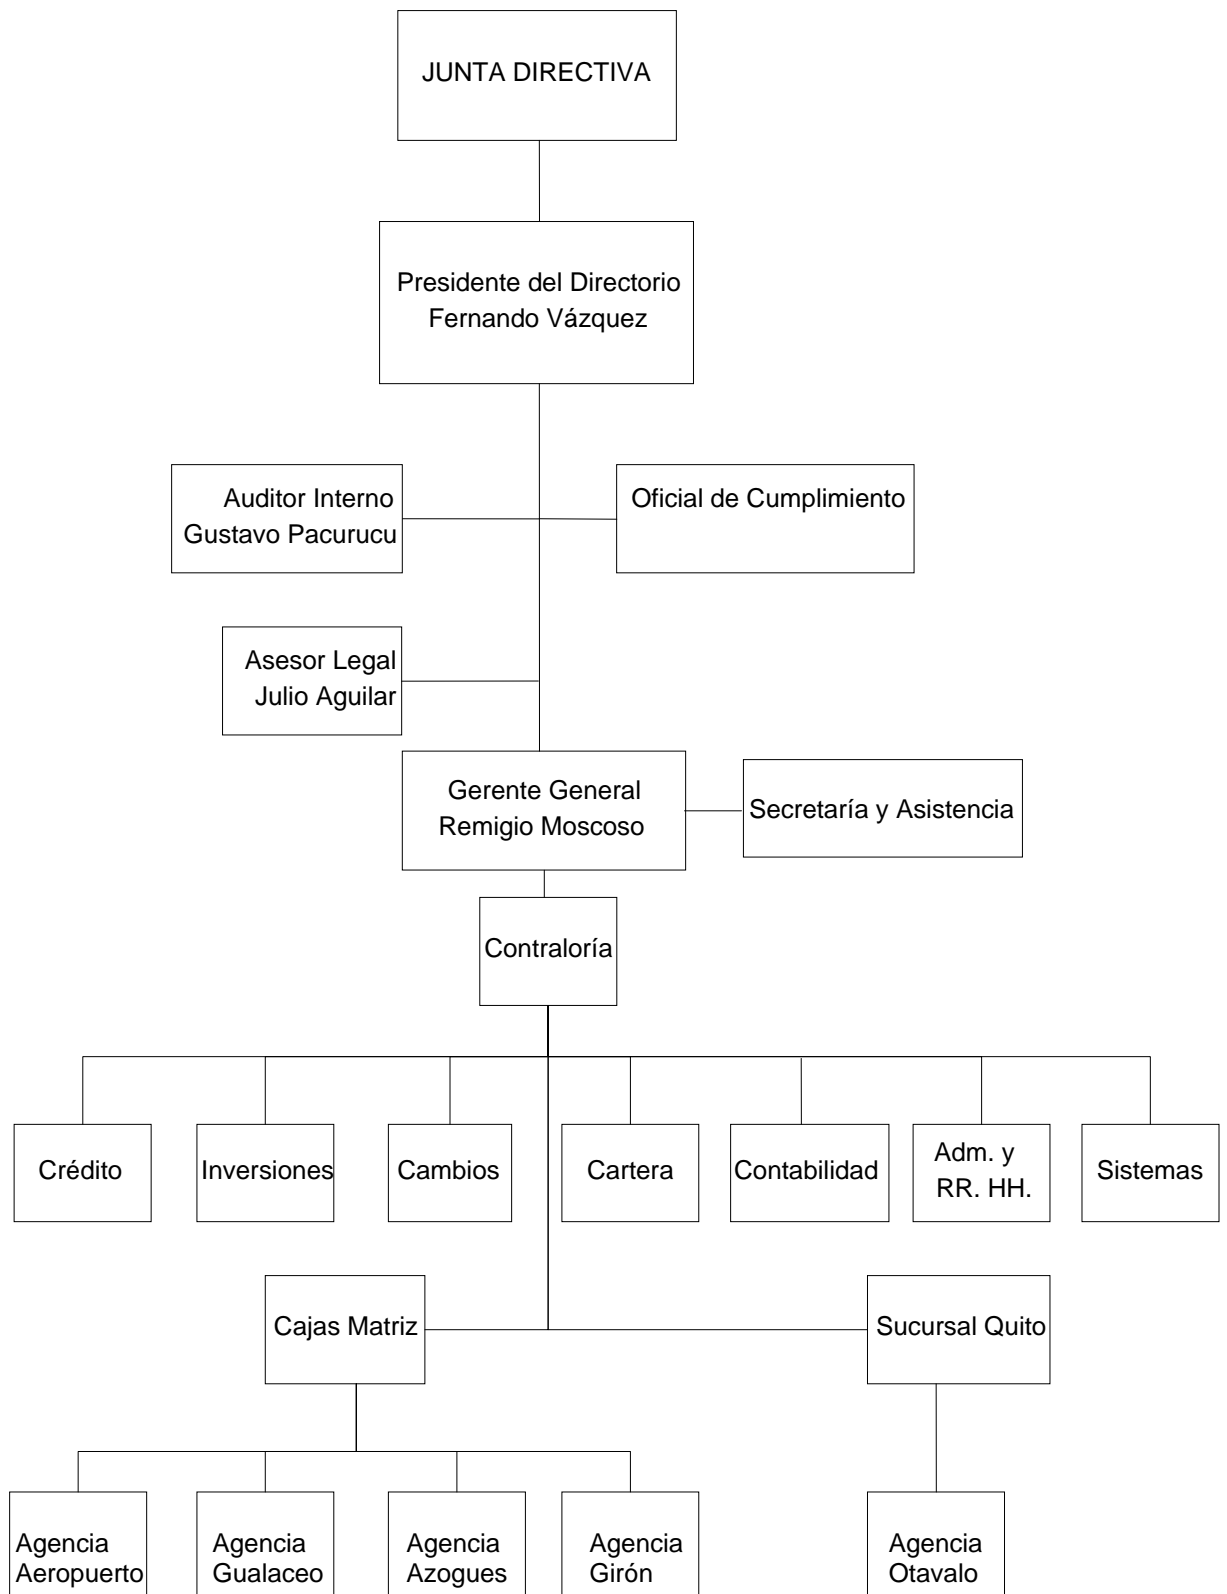 JUNTA DIRECTIVA
Presidente del Directorio
Fernando Vázquez
Auditor Interno
Gustavo Pacurucu
Oficial de Cumplimiento
Asesor Legal
Julio Aguilar
Gerente General
Remigio Moscoso
Secretaría y Asistencia
Contraloría
Crédito
Inversiones
Cambios
Cartera
Contabilidad
Adm. y
RR. HH.
Sistemas
Cajas Matriz
Sucursal Quito
Agencia
Aeropuerto
Agencia
Gualaceo
Agencia
Azogues
Agencia
Girón
Agencia
Otavalo